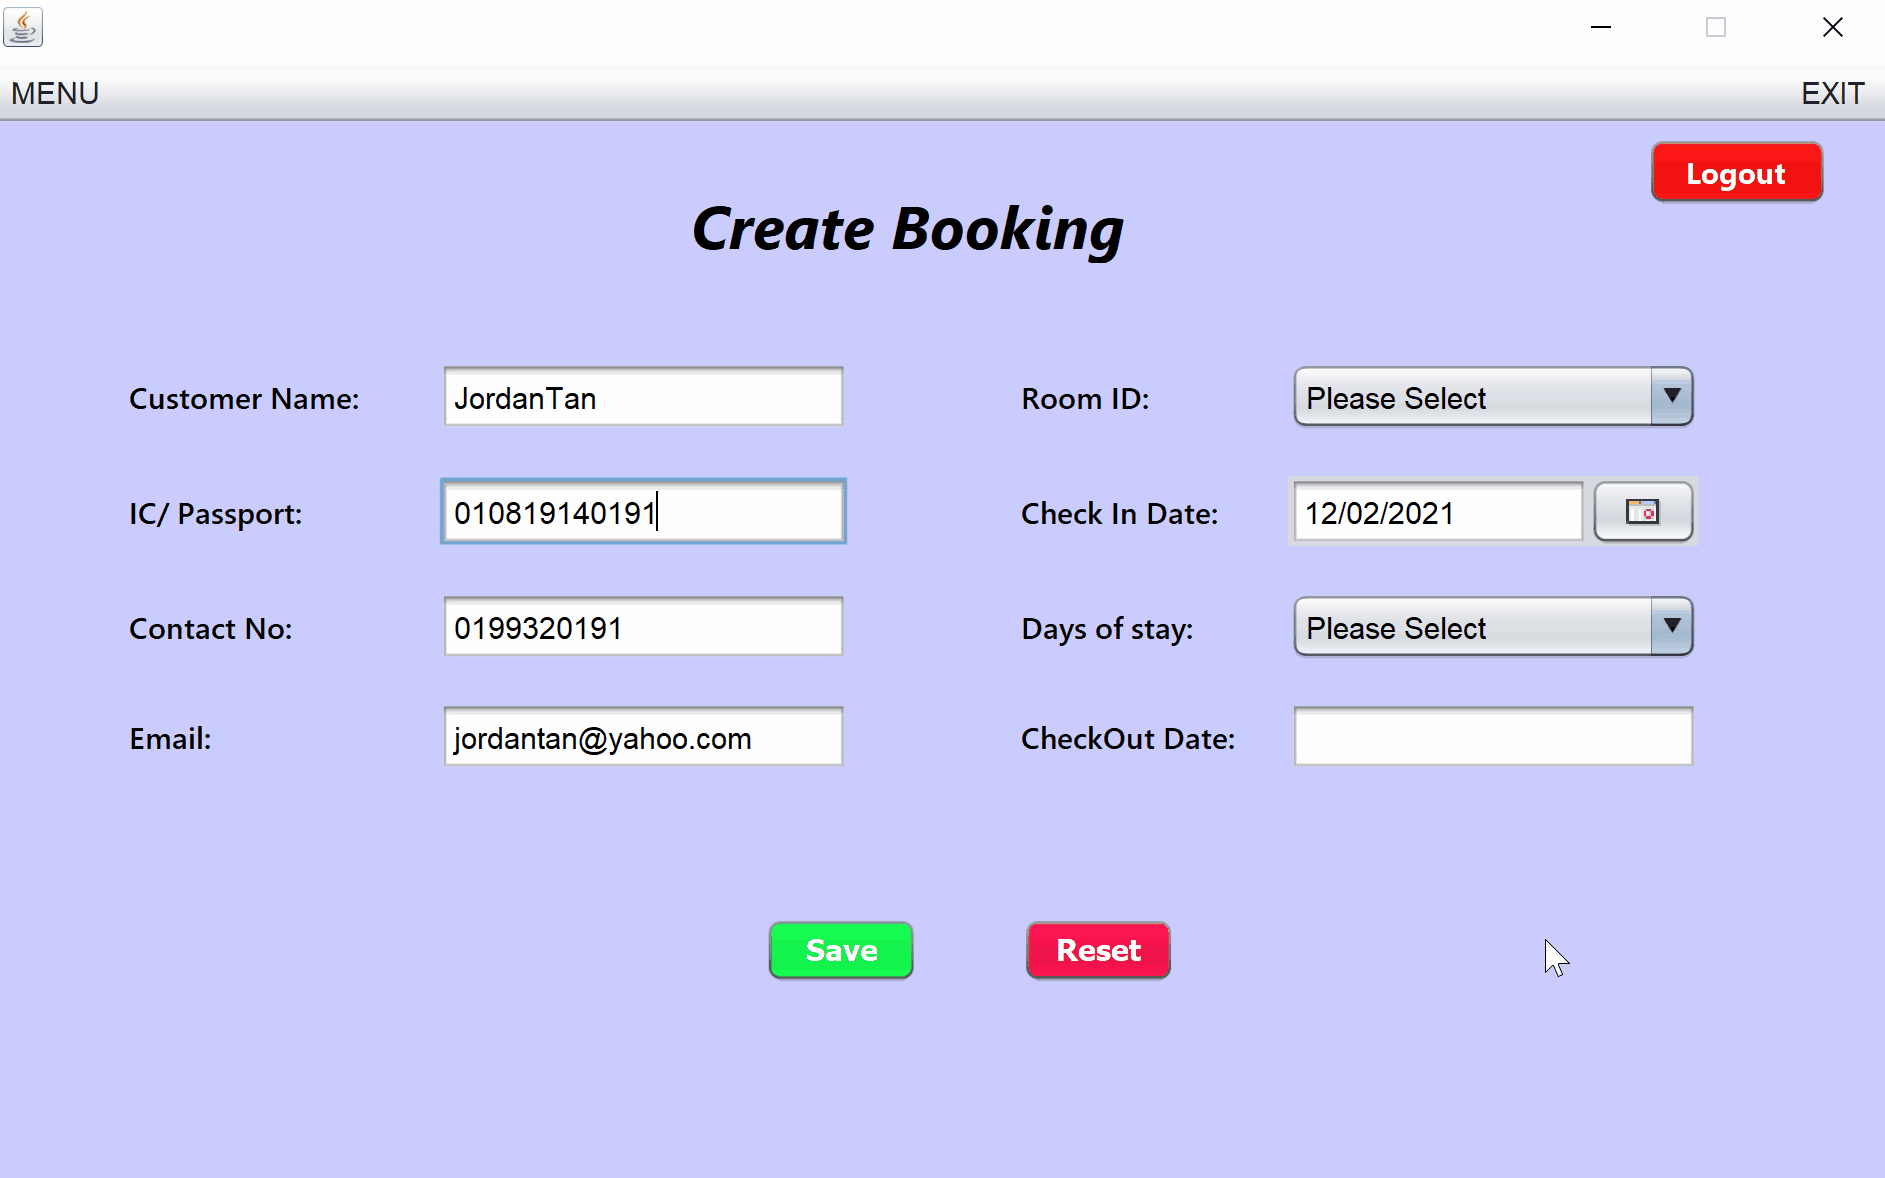 MENU EXIT
Logout
Create Booking
Customer Name: JordanTan Room ID: Please Select
IC/ Passport: 010819140191 Check In Date: 12/02/2021
Contact No: 0199320191 Days of stay: Please Select
Email: jordantan@yahoo.com CheckOut Date:
Save Reset